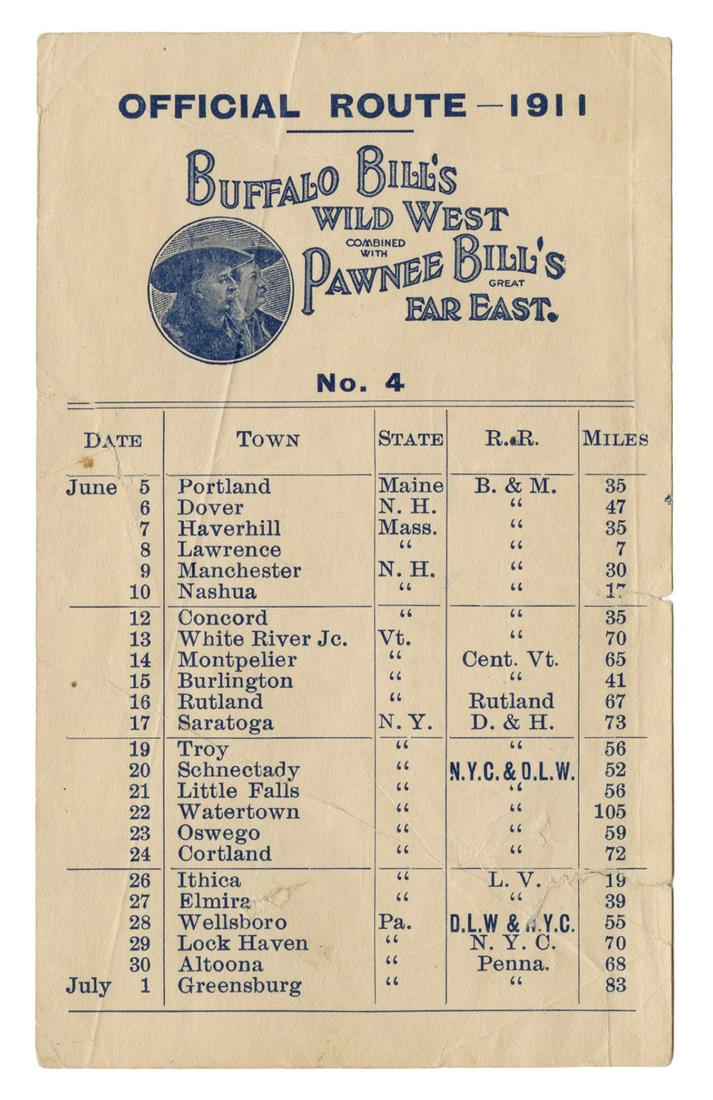 OFFICIAL ROUTE — 1911
BUFFALO BILL'S
WILD WEST
COMBINED
WITH
PAWNEE BILL'S
GREAT
FAR EAST.
No. 4
DATE TOWN STATE R.R. MILES
June 5 Portland Maine B. & M. 35
6 Dover N. H. “ 47
7 Haverhill Mass. “ 35
8 Lawrence “ “ 7
9 Manchester N. H. “ 30
10 Nashua “ “
12 Concord “ “ 35
13 White River Jc. Vt. “ 70
14 Montpelier “ Cent. Vt. 65
15 Burlington “ “ 41
16 Rutland “ Rutland 67
17 Saratoga N. Y. D. & H. 73
19 Troy “ “ 56
20 Schnectady “ N.Y.C. & D.L.W. 52
21 Little Falls “ “ 56
22 Watertown “ “ 105
23 Oswego “ “ 59
24 Cortland “ “ 72
26 Ithica “ L. V. 19
27 Elmira “ “ 39
28 Wellsboro Pa. D.L.W & N.Y.C. 55
29 Lock Haven “ N. Y. C. 70
30 Altoona “ Penna. 68
July 1 Greensburg “ “ 83